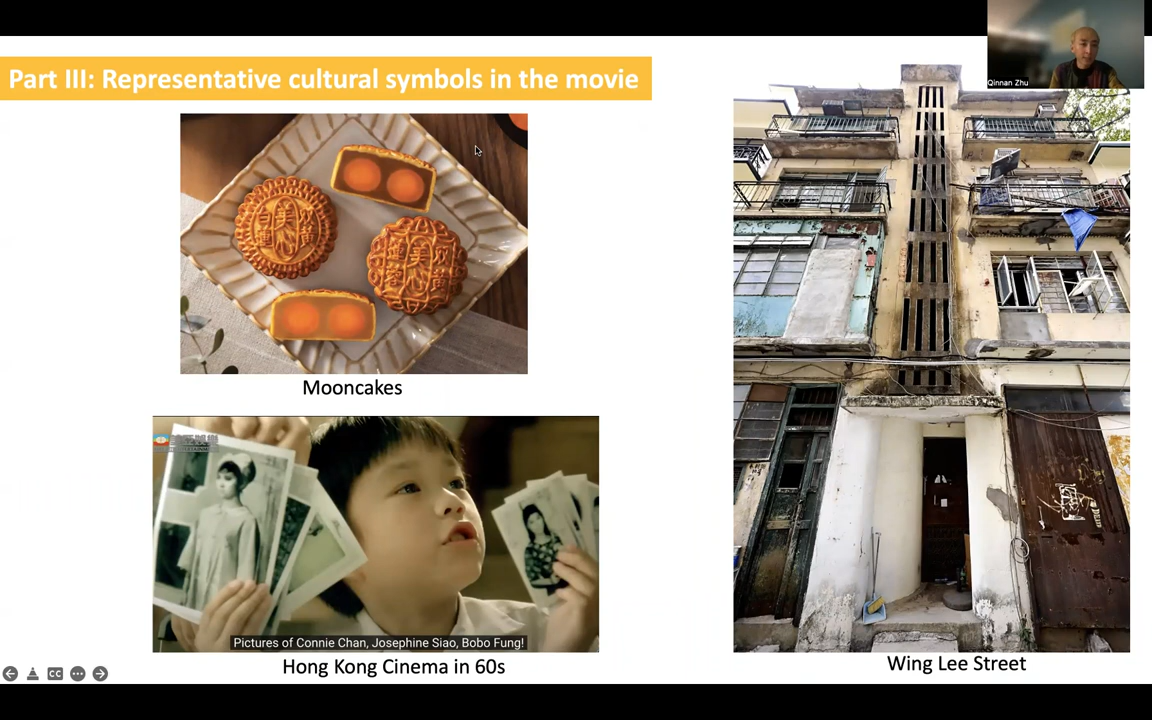 Qinnan Zhu
Part III: Representative cultural symbols in the movie
Mooncakes
Pictures of Connie Chan, Josephine Siao, Bobo Fung!
Hong Kong Cinema in 60s
Wing Lee Street
CC